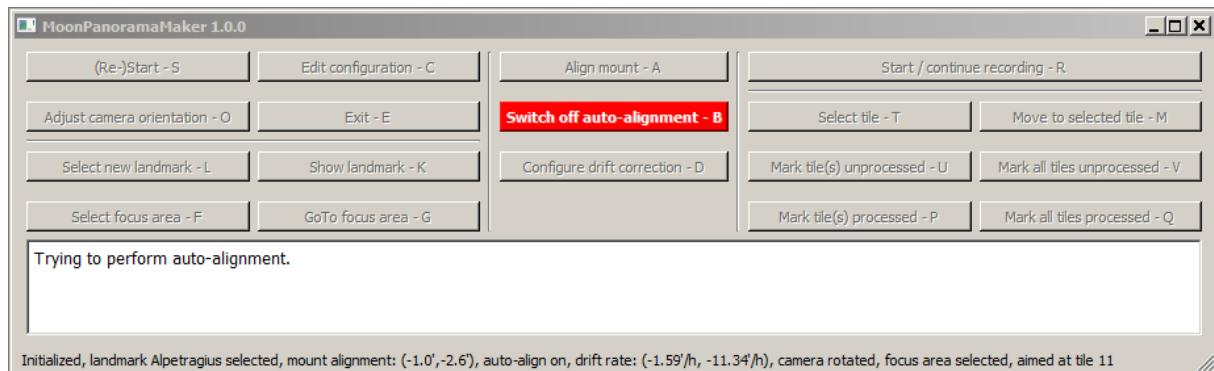 MoonPanoramaMaker 1.0.0
(Re-)Start - S
Edit configuration - C
Align mount - A
Start / continue recording - R
Adjust camera orientation - O
Exit - E
Switch off auto-alignment - B
Select tile - T
Move to selected tile - M
Select new landmark - L
Show landmark - K
Configure drift correction - D
Mark tile(s) unprocessed - U
Mark all tiles unprocessed - V
Select focus area - F
GoTo focus area - G
Mark tile(s) processed - P
Mark all tiles processed - Q
Trying to perform auto-alignment.
Initialized, landmark Alpetragius selected, mount alignment: (-1.0',-2.6'), auto-align on, drift rate: (-1.59'/h, -11.34'/h), camera rotated, focus area selected, aimed at tile 11